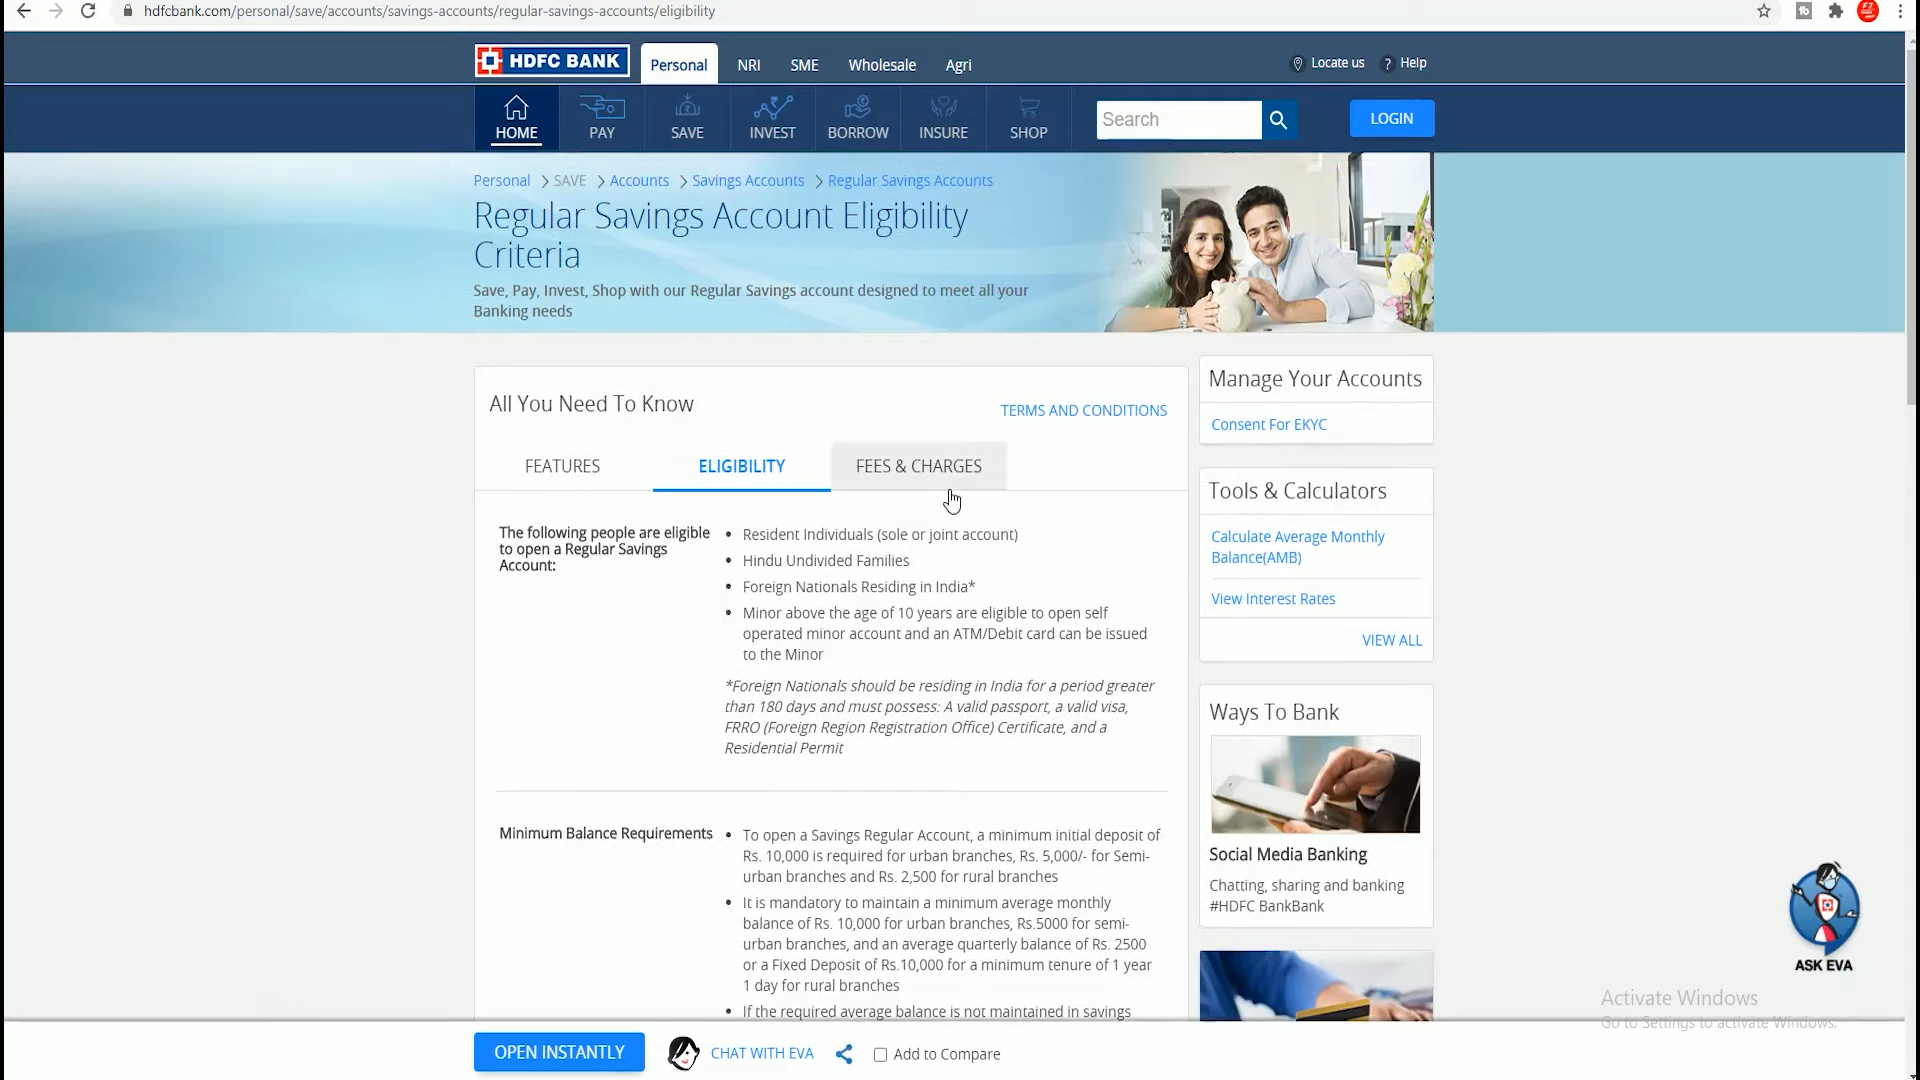 hdfcbank.com/personal/save/accounts/savings-accounts/regular-savings-accounts/eligibility
HDFC BANK
Personal
NRI
SME
Wholesale
Agri
Locate us
? Help
HOME
PAY
SAVE
INVEST
BORROW
INSURE
SHOP
Search
LOGIN
Personal > SAVE > Accounts > Savings Accounts > Regular Savings Accounts
Regular Savings Account Eligibility
Criteria
Save, Pay, Invest, Shop with our Regular Savings account designed to meet all your
Banking needs
All You Need To Know
TERMS AND CONDITIONS
FEATURES
ELIGIBILITY
FEES & CHARGES
The following people are eligible
to open a Regular Savings
Account:
• Resident Individuals (sole or joint account)
• Hindu Undivided Families
• Foreign Nationals Residing in India*
• Minor above the age of 10 years are eligible to open self
operated minor account and an ATM/Debit card can be issued
to the Minor
*Foreign Nationals should be residing in India for a period greater
than 180 days and must possess: A valid passport, a valid visa,
FRRO (Foreign Region Registration Office) Certificate, and a
Residential Permit
Minimum Balance Requirements
• To open a Savings Regular Account, a minimum initial deposit of
Rs. 10,000 is required for urban branches, Rs. 5,000/- for Semi-
urban branches and Rs. 2,500 for rural branches
• It is mandatory to maintain a minimum average monthly
balance of Rs. 10,000 for urban branches, Rs.5000 for semi-
urban branches, and an average quarterly balance of Rs. 2500
or a Fixed Deposit of Rs.10,000 for a minimum tenure of 1 year
1 day for rural branches
• If the required average balance is not maintained in savings
Manage Your Accounts
Consent For EKYC
Tools & Calculators
Calculate Average Monthly
Balance(AMB)
View Interest Rates
VIEW ALL
Ways To Bank
Social Media Banking
Chatting, sharing and banking
#HDFC BankBank
ASK EVA
Activate Windows
Go to Settings to activate Windows.
OPEN INSTANTLY
CHAT WITH EVA
Add to Compare